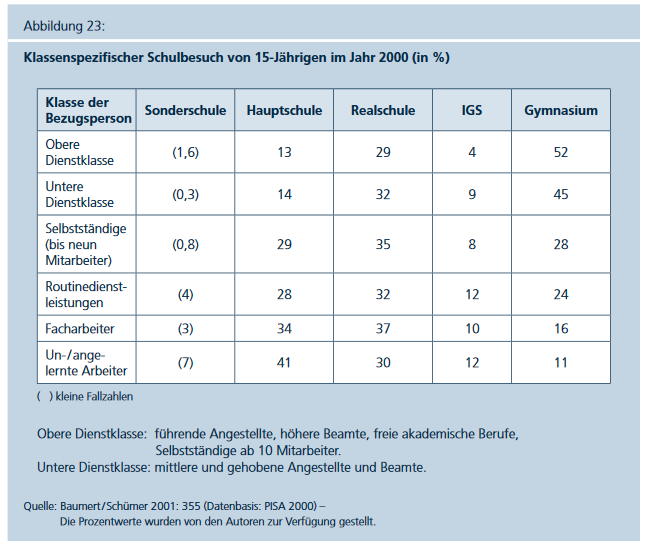 Abbildung 23:
Klassenspezifischer Schulbesuch von 15-Jährigen im Jahr 2000 (in %)
Klasse der Bezugsperson Sonderschule Hauptschule Realschule IGS Gymnasium
Obere Dienstklasse (1,6) 13 29 4 52
Untere Dienstklasse (0,3) 14 32 9 45
Selbstständige (bis neun Mitarbeiter) (0,8) 29 35 8 28
Routinedienst-leistungen (4) 28 32 12 24
Facharbeiter (3) 34 37 10 16
Un-/ange-lernte Arbeiter (7) 41 30 12 11
( ) kleine Fallzahlen
Obere Dienstklasse: führende Angestellte, höhere Beamte, freie akademische Berufe,
Selbstständige ab 10 Mitarbeiter.
Untere Dienstklasse: mittlere und gehobene Angestellte und Beamte.
Quelle: Baumert/Schümer 2001: 355 (Datenbasis: PISA 2000) –
Die Prozentwerte wurden von den Autoren zur Verfügung gestellt.